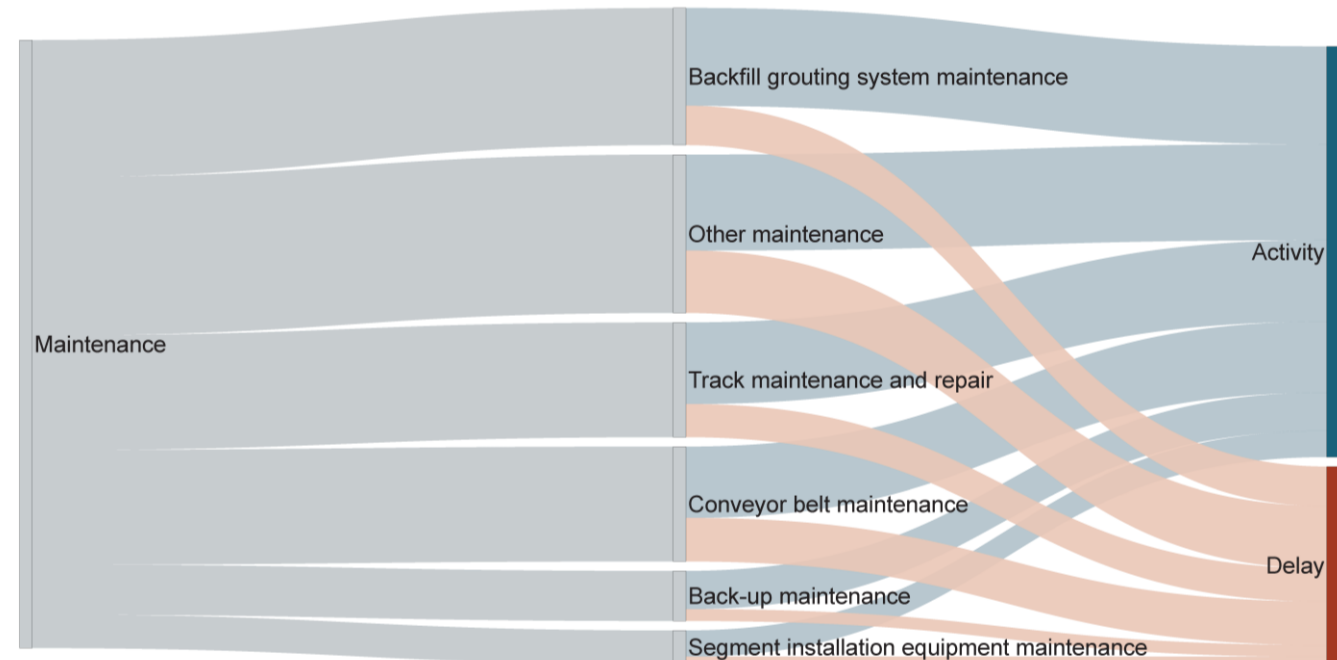 Maintenance
Backfill grouting system maintenance
Other maintenance
Track maintenance and repair
Conveyor belt maintenance
Back-up maintenance
Segment installation equipment maintenance
Activity
Delay